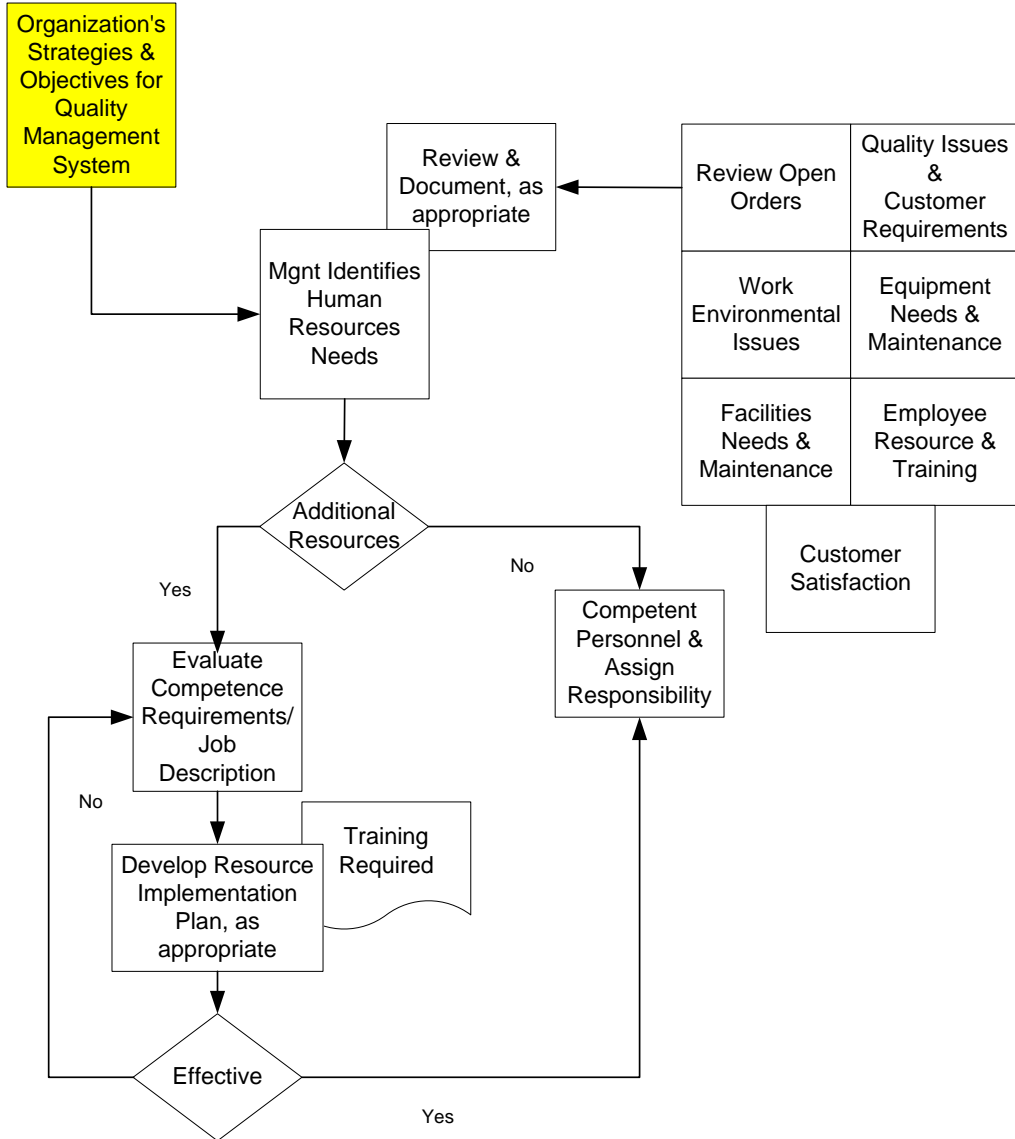 Organization's
Strategies &
Objectives for
Quality
Management
System
Review &
Document, as
appropriate
Review Open
Orders
Quality Issues
&
Customer
Requirements
Mgnt Identifies
Human
Resources
Needs
Work
Environmental
Issues
Equipment
Needs &
Maintenance
Facilities
Needs &
Maintenance
Employee
Resource &
Training
Additional
Resources
Customer
Satisfaction
Yes
No
Competent
Personnel &
Assign
Responsibility
Evaluate
Competence
Requirements/
Job
Description
No
Training
Required
Develop Resource
Implementation
Plan, as
appropriate
Effective
Yes